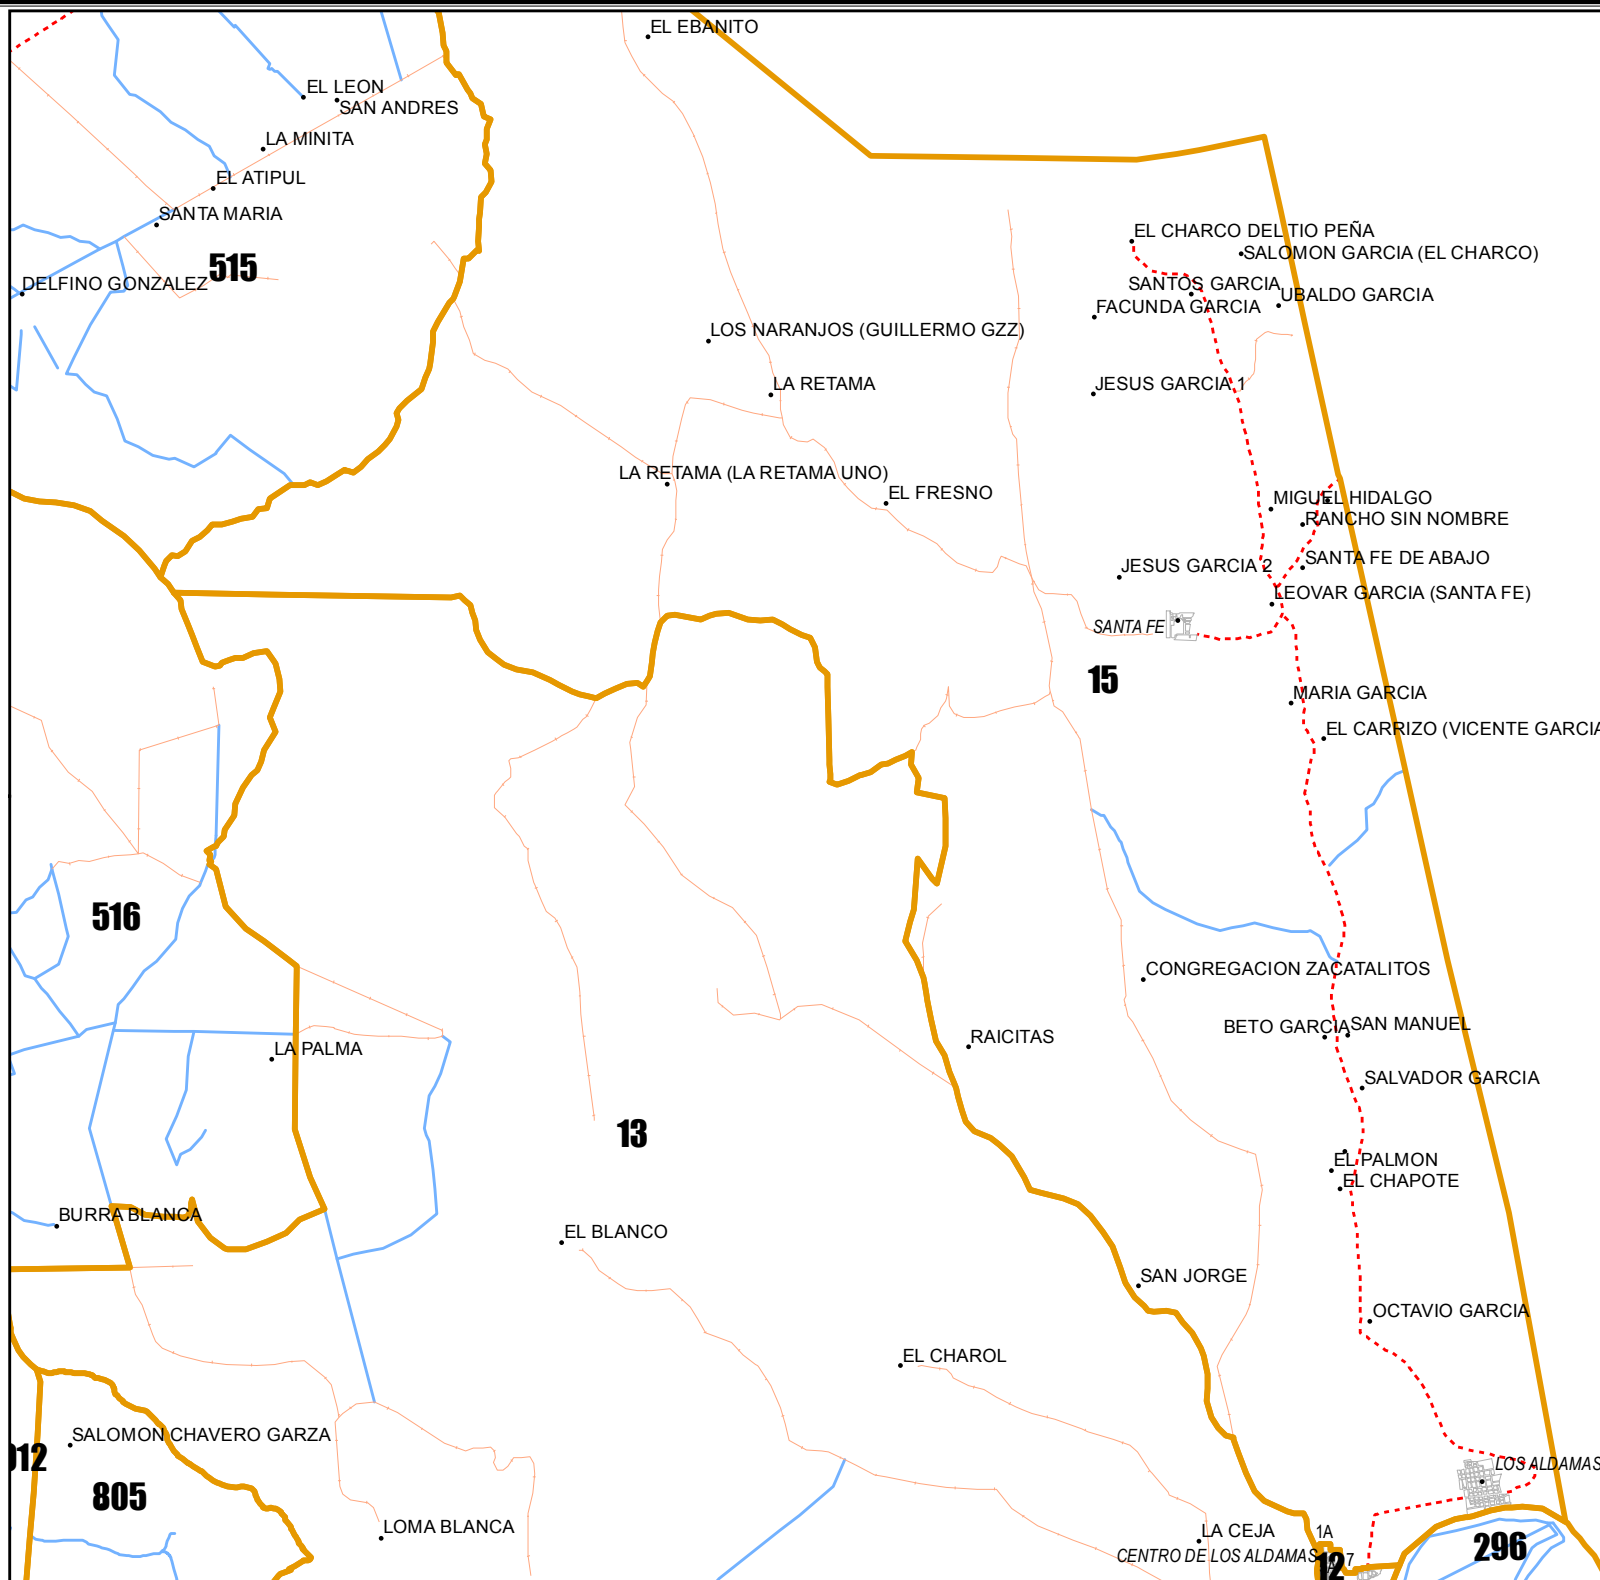 EL EBANITO
EL LEON
SAN ANDRES
LA MINITA
EL ATIPUL
SANTA MARIA
EL CHARCO DEL TIO PEÑA
SALOMON GARCIA (EL CHARCO)
515
DELFINO GONZALEZ
SANTOS GARCIA
UBALDO GARCIA
FACUNDA GARCIA
LOS NARANJOS (GUILLERMO GZZ)
LA RETAMA
JESUS GARCIA 1
LA RETAMA (LA RETAMA UNO)
EL FRESNO
MIGUEL HIDALGO
RANCHO SIN NOMBRE
SANTA FE DE ABAJO
JESUS GARCIA 2
LEOVAR GARCIA (SANTA FE)
SANTA FE
15
MARIA GARCIA
EL CARRIZO (VICENTE GARCIA
516
CONGREGACION ZACATALITOS
BETO GARCIA
SAN MANUEL
RAICITAS
LA PALMA
SALVADOR GARCIA
13
EL PALMON
EL CHAPOTE
BURRA BLANCA
EL BLANCO
SAN JORGE
OCTAVIO GARCIA
EL CHAROL
SALOMON CHAVERO GARZA
12
LOS ALDAMAS
805
LOMA BLANCA
LA CEJA
1A
CENTRO DE LOS ALDAMAS
7
12
296